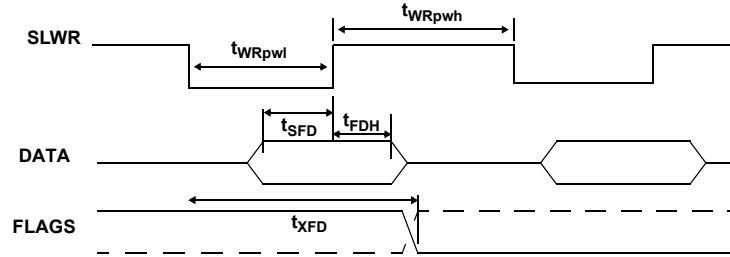 tWRpwh
SLWR
tWRpwl
tSFD
tFDH
DATA
tXFD
FLAGS